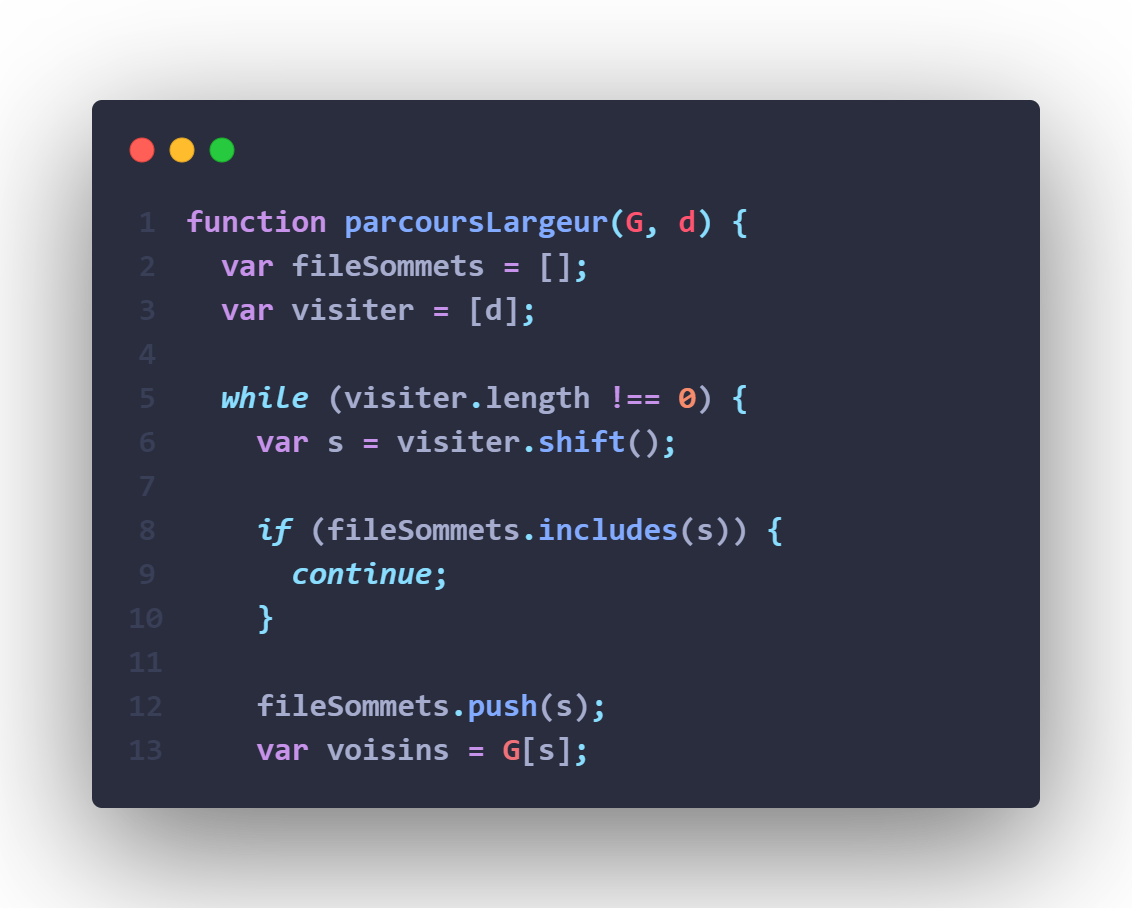 1 function parcoursLargeur(G, d) {
2   var fileSommets = [];
3   var visiter = [d];
4
5   while (visiter.length !== 0) {
6     var s = visiter.shift();
7
8     if (fileSommets.includes(s)) {
9       continue;
10     }
11
12     fileSommets.push(s);
13     var voisins = G[s];